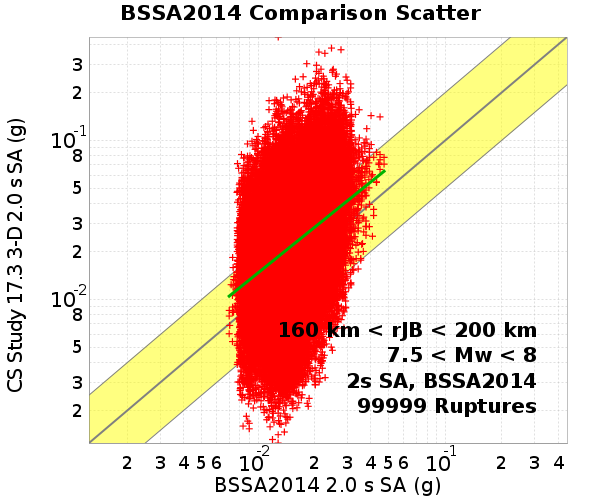 BSSA2014 Comparison Scatter
CS Study 17.3 3-D 2.0 s SA (g)
3
2
10-1
8
5
3
2
10-2
8
5
3
2
160 km < rJB < 200 km
7.5 < Mw < 8
2s SA, BSSA2014
99999 Ruptures
2 3 4 5 6 10-2 2 3 4 5 6 10-1 2 3 4
BSSA2014 2.0 s SA (g)